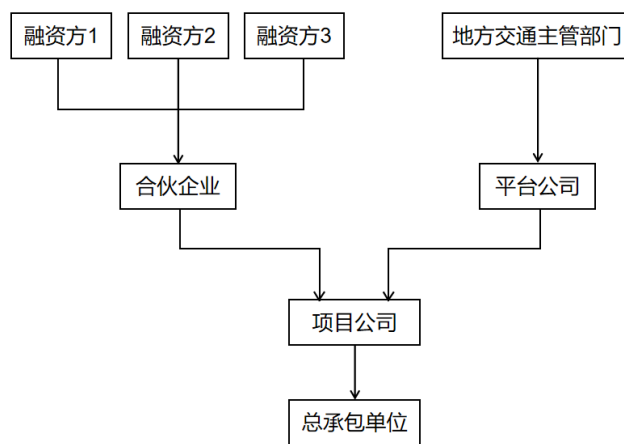 融资方1
融资方2
融资方3
地方交通主管部门
合伙企业
平台公司
项目公司
总承包单位